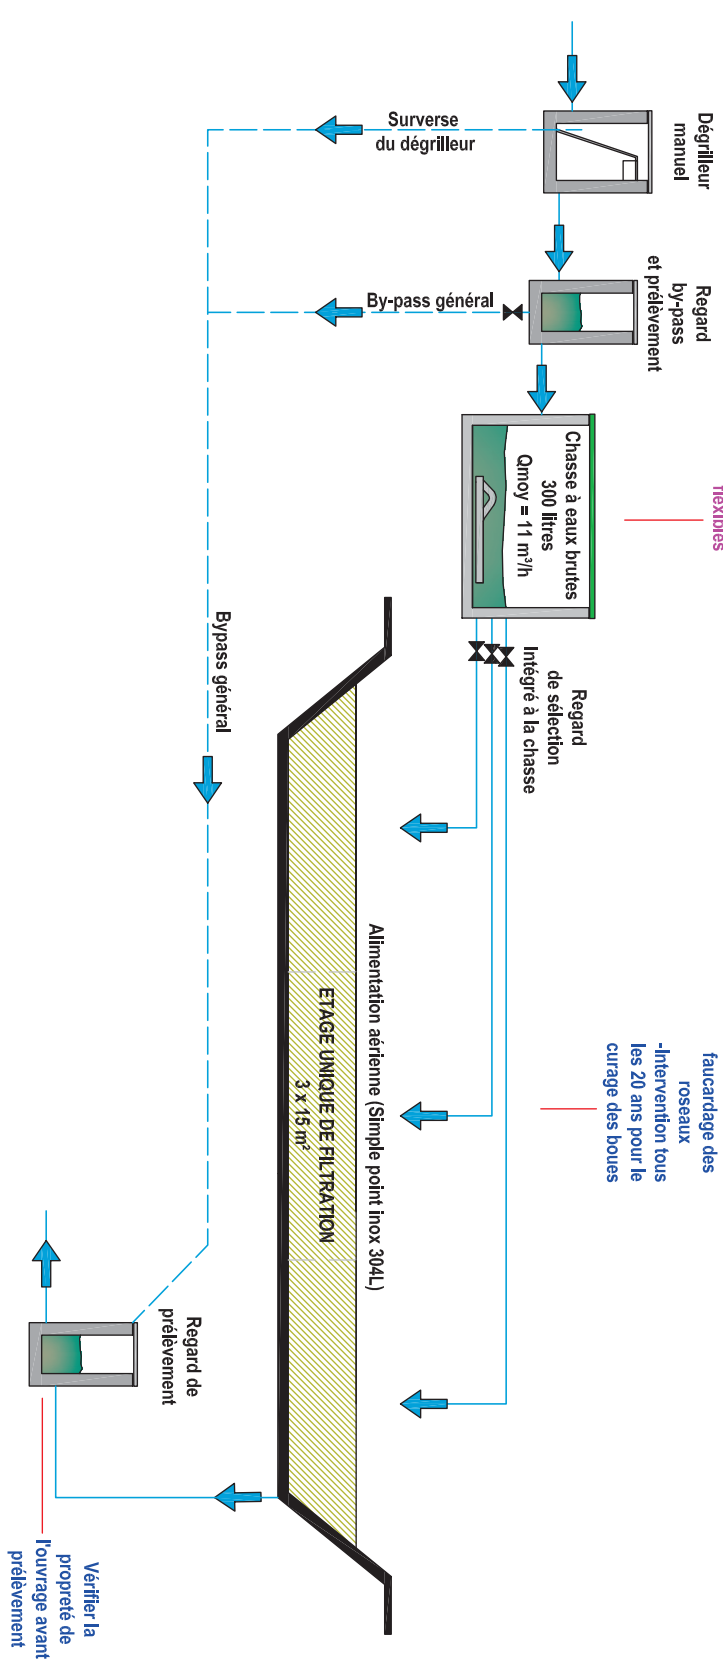 Dégrilleur
manuel
Surverse
du dégrilleur
Regard
by-pass
et prélèvement
By-pass général
flexibles
Chasse à eaux brutes
300 litres
Qmoy = 11 m³/h
Regard
de sélection
Intégré à la chasse
Bypass général
Alimentation aérienne (Simple point inox 304L)
ETAGE UNIQUE DE FILTRATION
3 x 15 m²
faucardage des
roseaux
-Intervention tous
les 20 ans pour le
curage des boues
Regard de
prélèvement
Vérifier la
propreté de
l'ouvrage avant
prélèvement